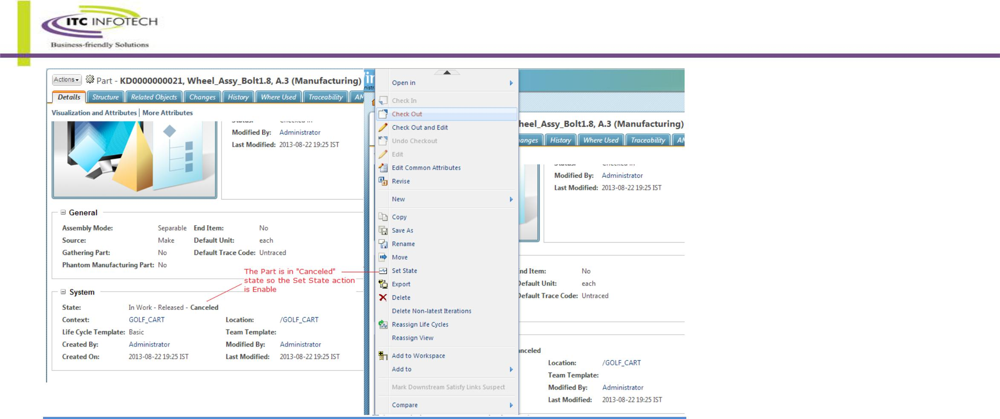 ITC INFOTECH
Business-friendly Solutions
Actions
Part - KD0000000021, Wheel_Assy_Bolt1.8, A.3 (Manufacturing)
Details Structure Related Objects Changes History Where Used Traceability AM
Visualization and Attributes | More Attributes
Status: Checked in
Modified By: Administrator
Last Modified: 2013-08-22 19:25 IST
General
Assembly Mode: Separable End Item: No
Source: Make Default Unit: each
Gathering Part: No Default Trace Code: Untraced
Phantom Manufacturing Part: No
The Part is in "Canceled"
state so the Set State action
is Enable
System
State: In Work - Released - Canceled
Context: GOLF_CART Location: /GOLF_CART
Life Cycle Template: Basic Team Template:
Created By: Administrator Modified By: Administrator
Created On: 2013-08-22 19:25 IST Last Modified: 2013-08-22 19:25 IST
Open in
Check In
Check Out
Check Out and Edit
Undo Checkout
Edit
Edit Common Attributes
Revise
New
Copy
Save As
Rename
Move
Set State
Export
Delete
Delete Non-latest Iterations
Reassign Life Cycles
Reassign View
Add to Workspace
Add to
Mark Downstream Satisfy Links Suspect
Compare
heel_Assy_Bolt1.8, A.3 (Manufacturing)
anges History Where Used Traceability AM
Status: Checked in
Modified By: Administrator
Last Modified: 2013-08-22 19:25 IST
nd Item: No
Default Unit: each
Default Trace Code: Untraced
anceled
Location: /GOLF_CART
Team Template:
Modified By: Administrator
Last Modified: 2013-08-22 19:25 IST